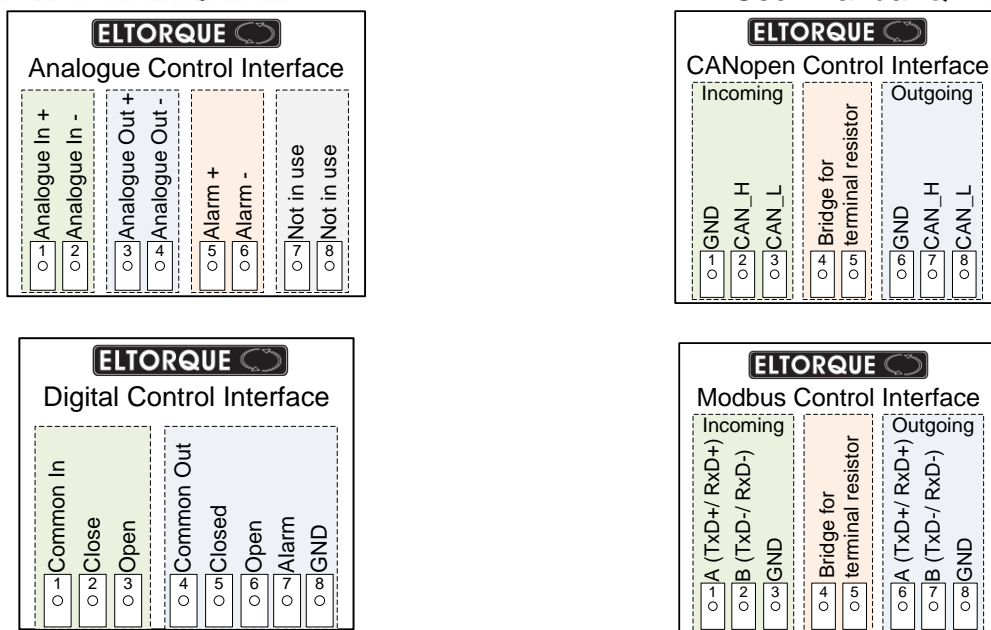 ELTORQUE
Analogue Control Interface
Analogue In +
Analogue In -
Analogue Out +
Analogue Out -
Alarm +
Alarm -
Not in use
Not in use
1
2
3
4
5
6
7
8
ELTORQUE
CANopen Control Interface
Incoming
Outgoing
GND
CAN_H
CAN_L
Bridge for
terminal resistor
GND
CAN_H
CAN_L
1
2
3
4
5
6
7
8
ELTORQUE
Digital Control Interface
Common In
Close
Open
Common Out
Closed
Open
Alarm
GND
1
2
3
4
5
6
7
8
ELTORQUE
Modbus Control Interface
Incoming
Outgoing
A (TxD+/ RxD+)
B (TxD-/ RxD-)
GND
Bridge for
terminal resistor
A (TxD+/ RxD+)
B (TxD-/ RxD-)
GND
1
2
3
4
5
6
7
8